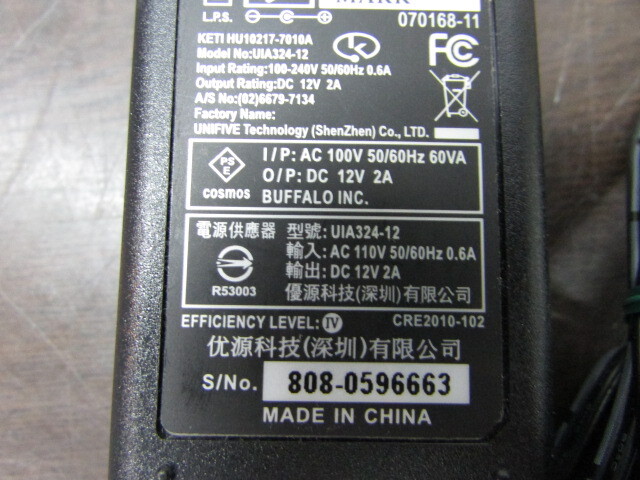 MARK
L.P.S.
070168-11
KETI HU10217-7010A
Model No:UIA324-12
Input Rating:100-240V 50/60Hz 0.6A
Output Rating:DC 12V 2A
A/S No:(02)6679-7134
Factory Name:
UNIFIVE Technology (ShenZhen) Co., LTD.
FC
PS
E
cosmos
I/P: AC 100V 50/60Hz 60VA
O/P: DC 12V 2A
BUFFALO INC.
電源供應器 型號: UIA324-12
輸入: AC 110V 50/60Hz 0.6A
輸出: DC 12V 2A
R53003
優源科技(深圳)有限公司
EFFICIENCY LEVEL: IV
CRE2010-102
优源科技(深圳)有限公司
S/No. 808-0596663
MADE IN CHINA